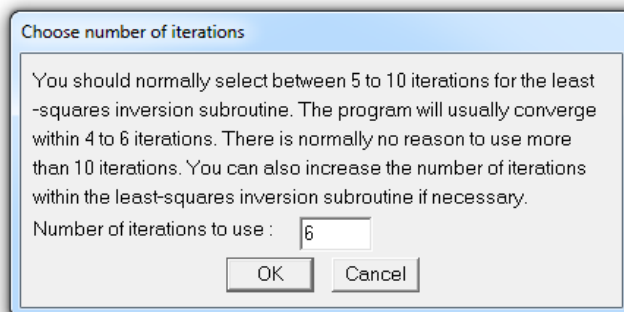 Choose number of iterations
You should normally select between 5 to 10 iterations for the least
-squares inversion subroutine. The program will usually converge
within 4 to 6 iterations. There is normally no reason to use more
than 10 iterations. You can also increase the number of iterations
within the least-squares inversion subroutine if necessary.
Number of iterations to use : 6
OK Cancel